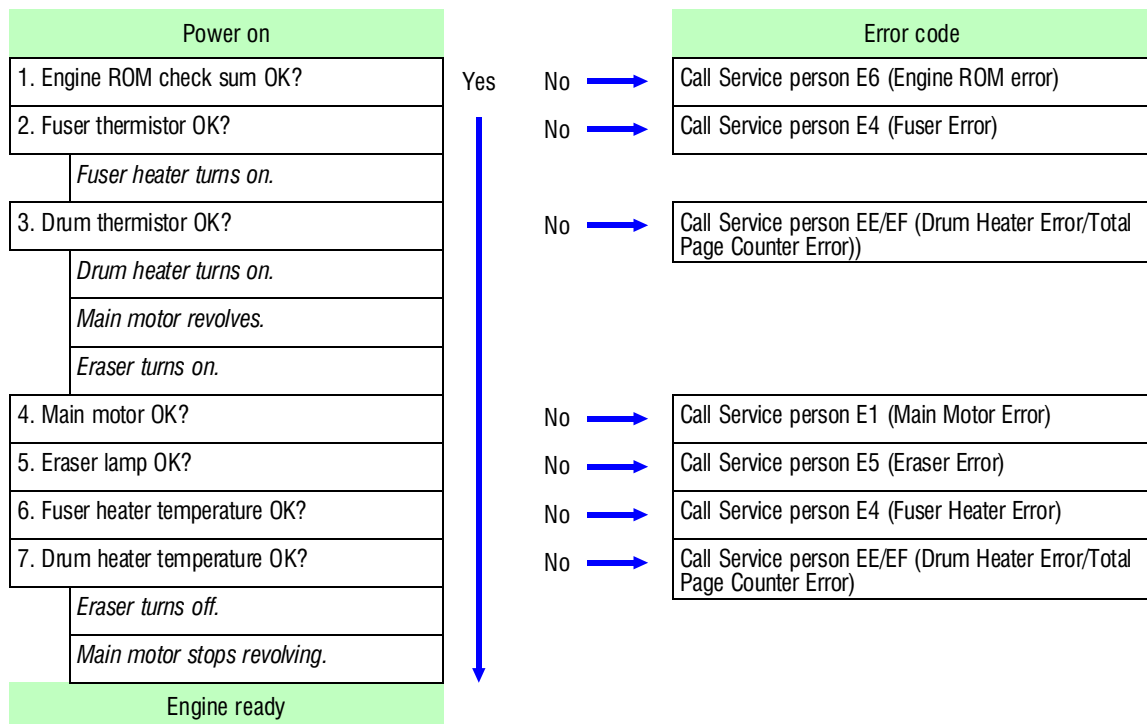 Power on
Error code
1. Engine ROM check sum OK?
Yes
No
Call Service person E6 (Engine ROM error)
2. Fuser thermistor OK?
No
Call Service person E4 (Fuser Error)
Fuser heater turns on.
3. Drum thermistor OK?
No
Call Service person EE/EF (Drum Heater Error/Total
Page Counter Error))
Drum heater turns on.
Main motor revolves.
Eraser turns on.
4. Main motor OK?
No
Call Service person E1 (Main Motor Error)
5. Eraser lamp OK?
No
Call Service person E5 (Eraser Error)
6. Fuser heater temperature OK?
No
Call Service person E4 (Fuser Heater Error)
7. Drum heater temperature OK?
No
Call Service person EE/EF (Drum Heater Error/Total
Page Counter Error)
Eraser turns off.
Main motor stops revolving.
Engine ready